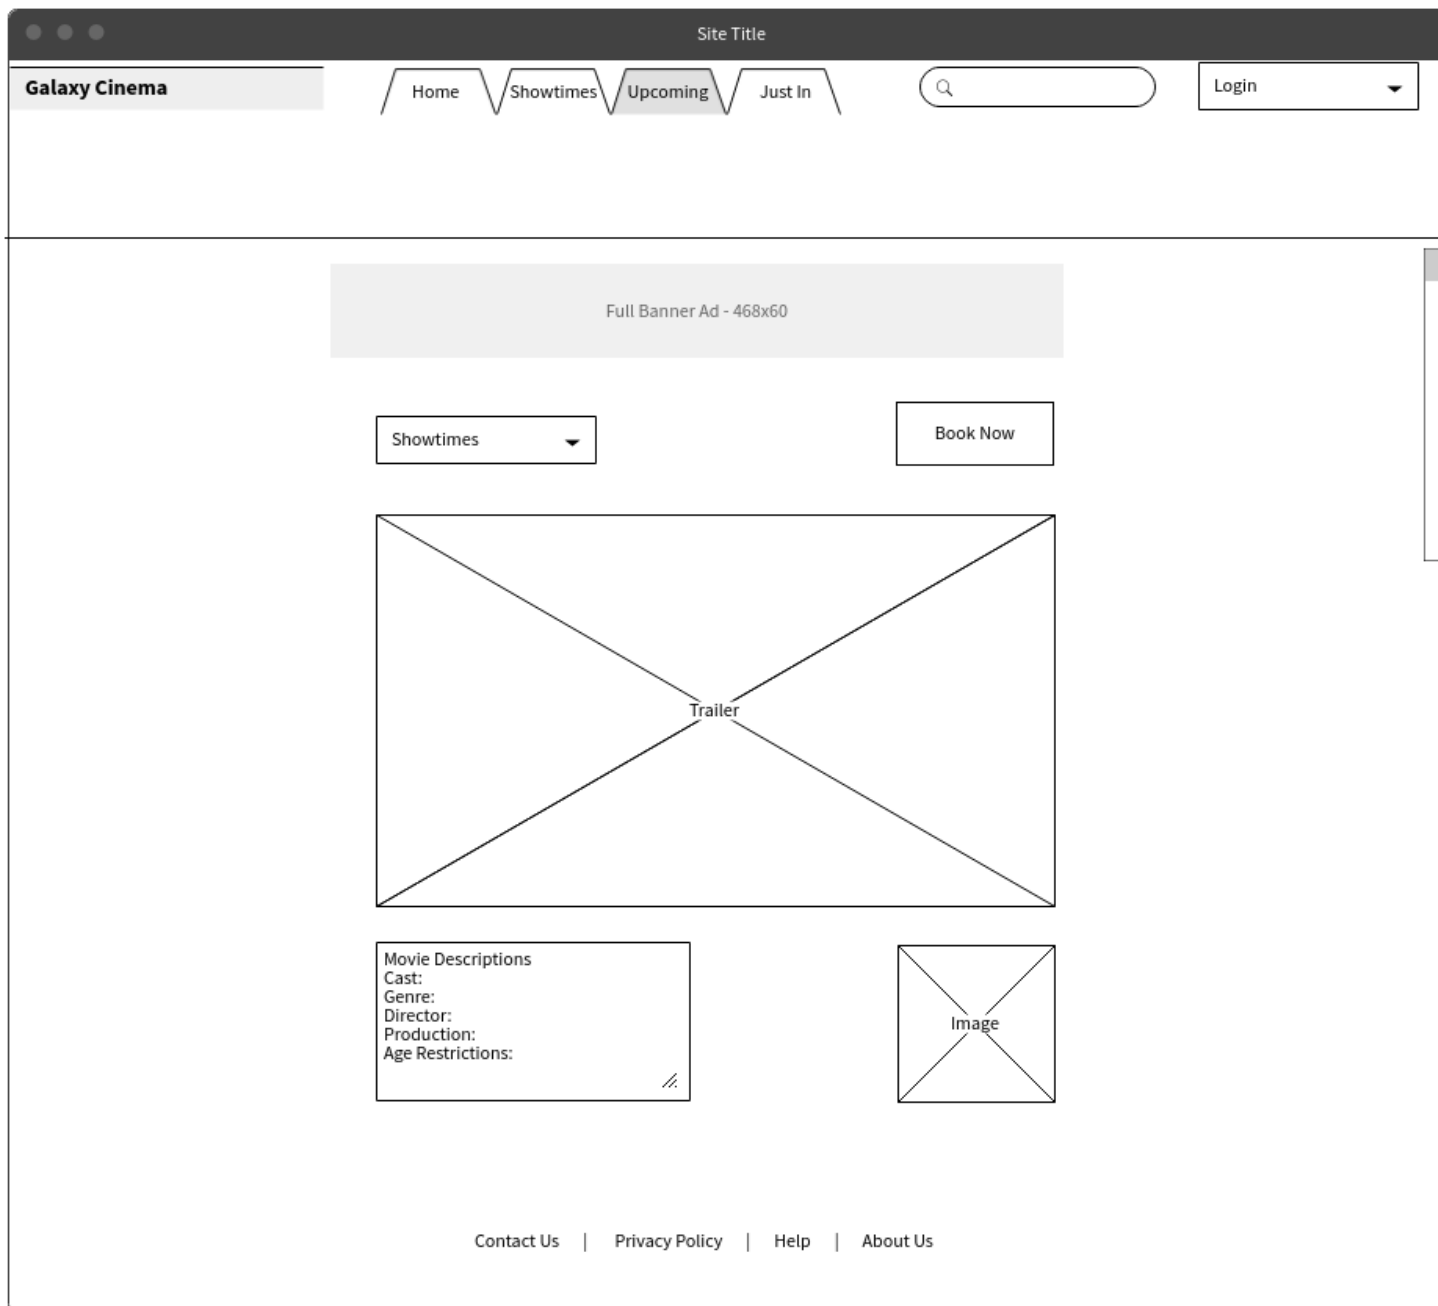 Site Title
Galaxy Cinema
Home
Showtimes
Upcoming
Just In
Login
Full Banner Ad - 468x60
Showtimes
Book Now
Trailer
Movie Descriptions
Cast:
Genre:
Director:
Production:
Age Restrictions:
Image
Contact Us | Privacy Policy | Help | About Us